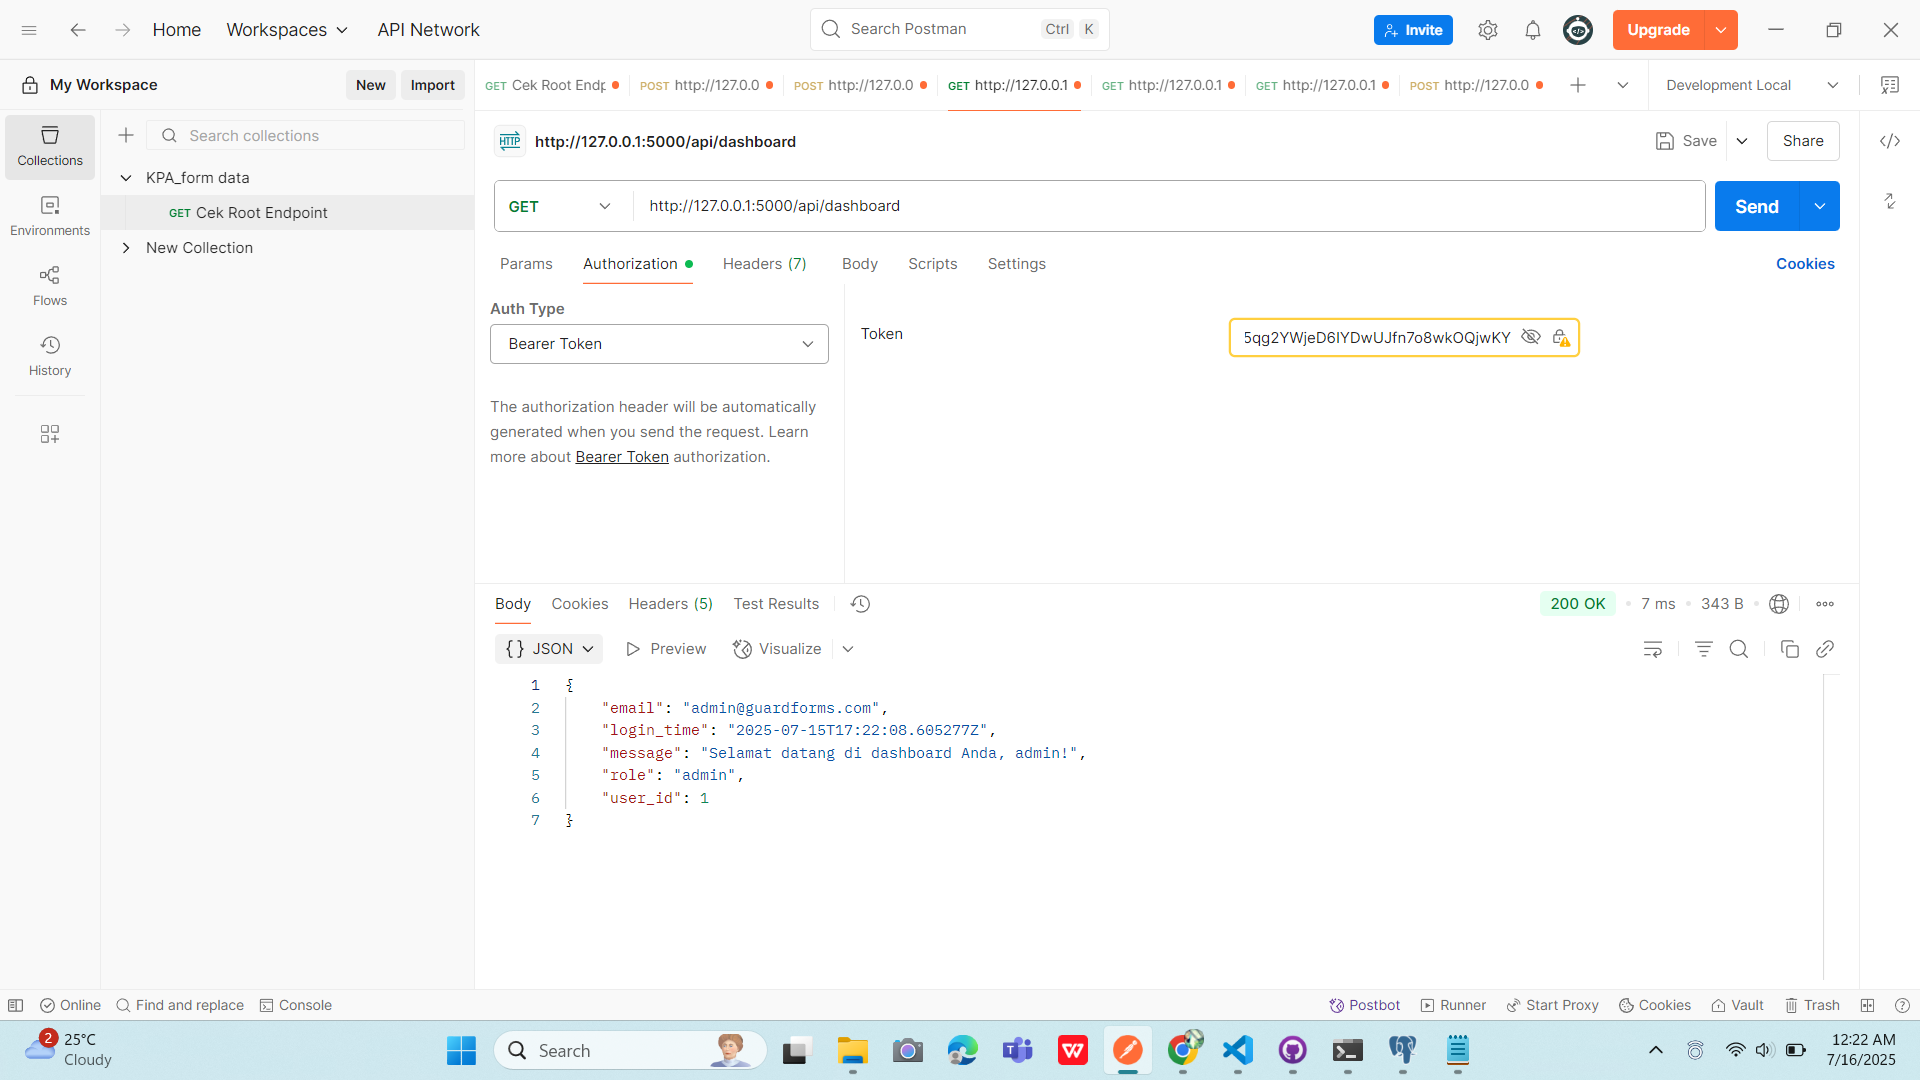 Home
Workspaces
API Network
Search Postman
Ctrl K
Invite
Upgrade
My Workspace
New
Import
GET Cek Root Endp
POST http://127.0.0
POST http://127.0.0
GET http://127.0.0.1
GET http://127.0.0.1
GET http://127.0.0.1
POST http://127.0.0
Development Local
Collections
Environments
Flows
History
Search collections
KPA_form data
GET Cek Root Endpoint
New Collection
HTTP http://127.0.0.1:5000/api/dashboard
Save
Share
GET
http://127.0.0.1:5000/api/dashboard
Send
Params
Authorization
Headers (7)
Body
Scripts
Settings
Cookies
Auth Type
Bearer Token
The authorization header will be automatically
generated when you send the request. Learn
more about Bearer Token authorization.
Token
5qg2YWjeD6IYDwUJfn7o8wkOQjwKY
Body
Cookies
Headers (5)
Test Results
200 OK
7 ms
343 B
{} JSON
Preview
Visualize
1 {
2 "email": "admin@guardforms.com",
3 "login_time": "2025-07-15T17:22:08.605277Z",
4 "message": "Selamat datang di dashboard Anda, admin!",
5 "role": "admin",
6 "user_id": 1
7 }
Online
Find and replace
Console
Postbot
Runner
Start Proxy
Cookies
Vault
Trash
2
25°C
Cloudy
Search
12:22 AM
7/16/2025